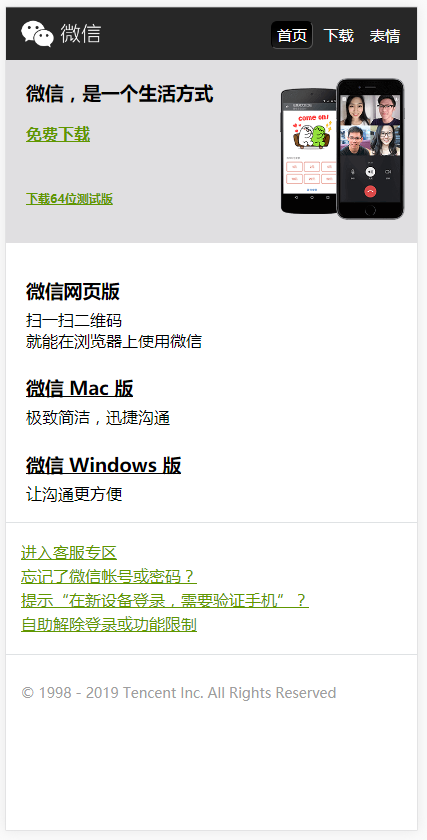 微信
首页 下载 表情
微信，是一个生活方式
免费下载
come on!
下载64位测试版
微信网页版
扫一扫二维码
就能在浏览器上使用微信
微信 Mac 版
极致简洁，迅捷沟通
微信 Windows 版
让沟通更方便
进入客服专区
忘记了微信帐号或密码？
提示“在新设备登录，需要验证手机”？
自助解除登录或功能限制
© 1998 - 2019 Tencent Inc. All Rights Reserved